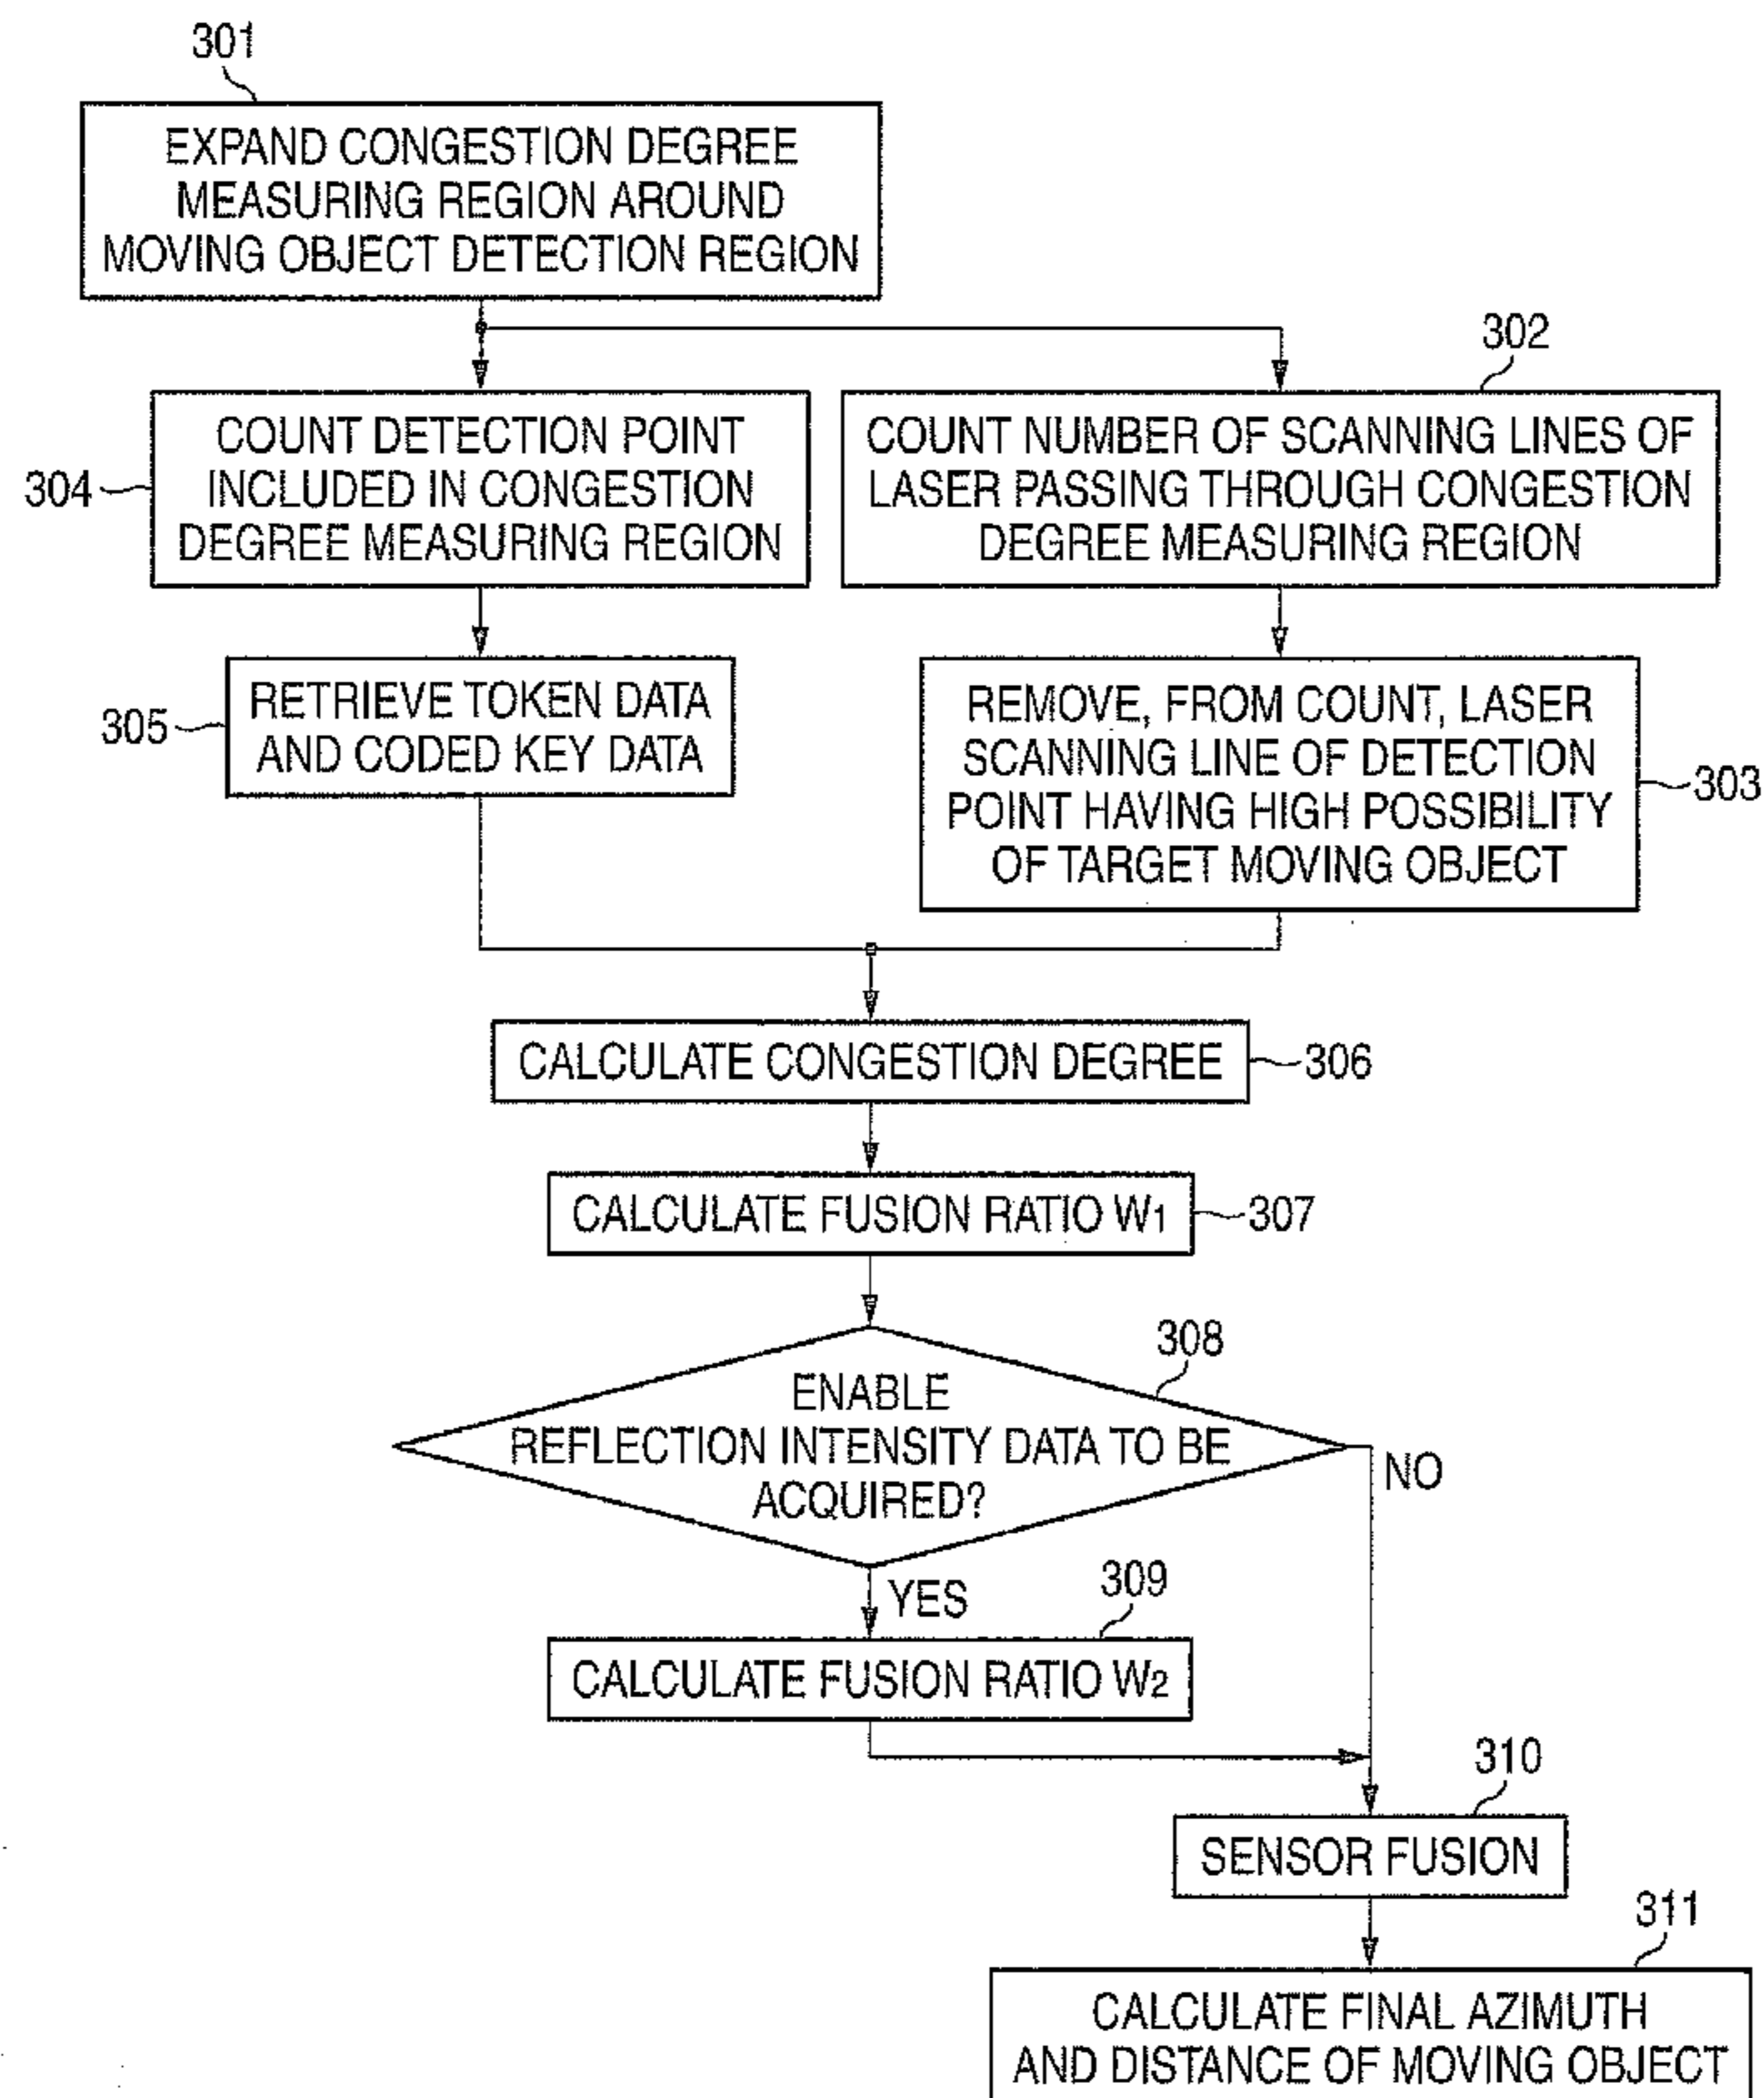 301
EXPAND CONGESTION DEGREE
MEASURING REGION AROUND
MOVING OBJECT DETECTION REGION
302
304
COUNT DETECTION POINT
INCLUDED IN CONGESTION
DEGREE MEASURING REGION
COUNT NUMBER OF SCANNING LINES OF
LASER PASSING THROUGH CONGESTION
DEGREE MEASURING REGION
305
RETRIEVE TOKEN DATA
AND CODED KEY DATA
REMOVE, FROM COUNT, LASER
SCANNING LINE OF DETECTION
POINT HAVING HIGH POSSIBILITY
OF TARGET MOVING OBJECT
303
CALCULATE CONGESTION DEGREE
306
CALCULATE FUSION RATIO W1
307
308
ENABLE
REFLECTION INTENSITY DATA TO BE
ACQUIRED?
NO
YES
309
CALCULATE FUSION RATIO W2
310
SENSOR FUSION
311
CALCULATE FINAL AZIMUTH
AND DISTANCE OF MOVING OBJECT